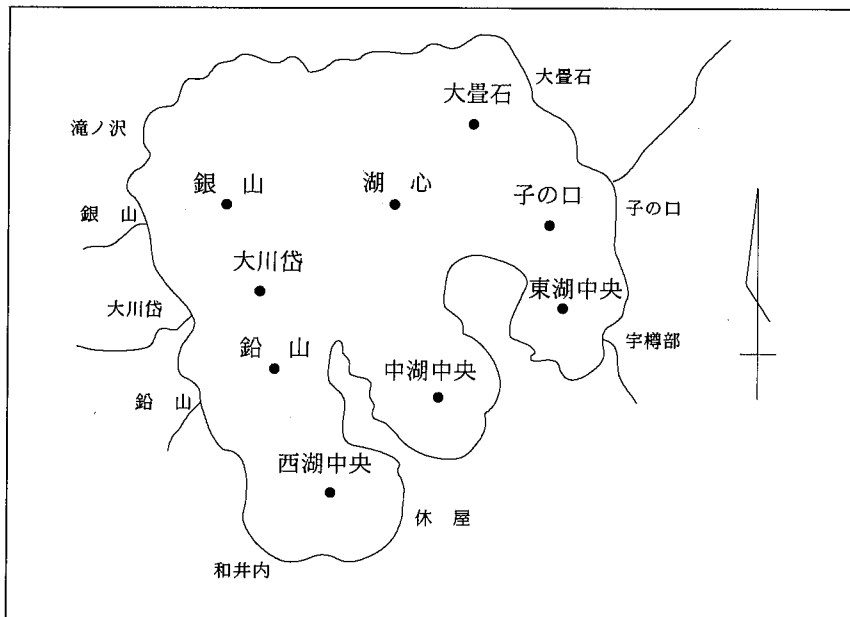 大畳石
大畳石
滝ノ沢
銀 山
湖 心
子の口
子の口
銀 山
大川岱
東湖中央
大川岱
宇樽部
鉛 山
中湖中央
鉛 山
西湖中央
休 屋
和井内